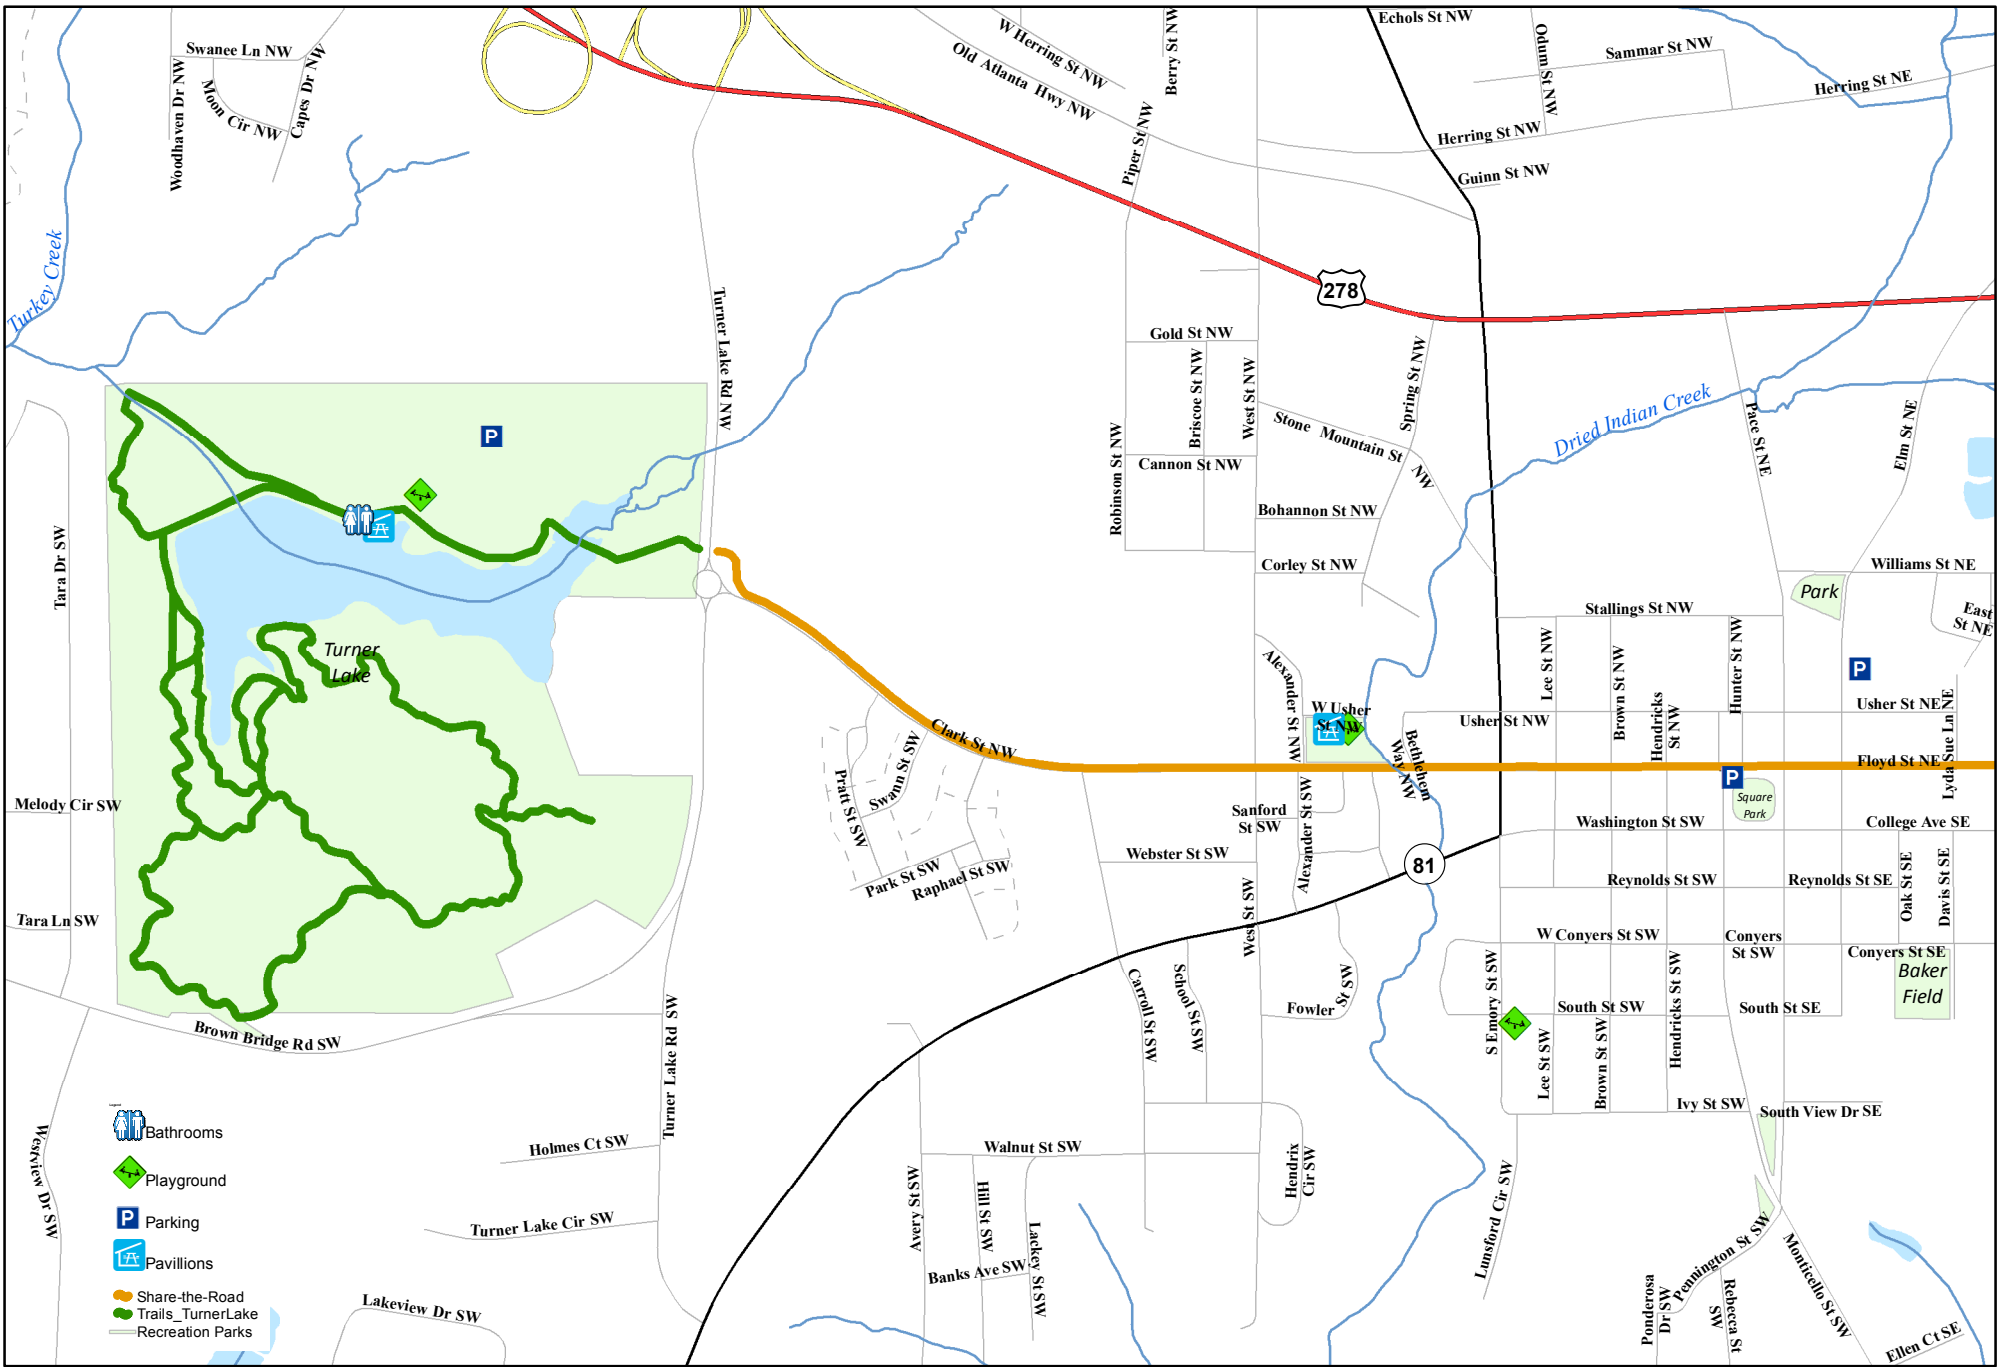 Echols St NW
Swanee Ln NW
Woodhaven Dr NW
Moon Cir NW
Capes Dr NW
W Herring St NW
Old Atlanta Hwy NW
Berry St NW
Piper St NW
Odum St NW
Sammar St NW
Herring St NE
Herring St NW
Guinn St NW
Turkey Creek
278
Turner Lake Rd NW
Gold St NW
Briscoe St NW
West St NW
Robinson St NW
Cannon St NW
Stone Mountain St NW
Spring St NW
Dried Indian Creek
Pace St NE
Elm St NE
P
Bohannon St NW
Corley St NW
Tara Dr SW
Williams St NE
Park
East
St NE
Stallings St NW
Lee St NW
Brown St NW
Hendricks
St NW
Hunter St NW
P
Turner
Lake
Alexander St NW
W Usher
St NW
Usher St NW
Usher St NE
Lyda Sue Ln NE
Bethlehem
Way NW
Clark St NW
Floyd St NE
P
Square
Park
Pratt St SW
Swann St SW
Park St SW
Raphael St SW
Melody Cir SW
Sanford
St SW
Alexander St SW
Washington St SW
College Ave SE
Webster St SW
81
Reynolds St SW
Reynolds St SE
Oak St SE
Davis St SE
Tara Ln SW
West St SW
W Conyers St SW
Conyers
St SW
Conyers St SE
Baker
Field
Carroll St SW
School St SW
Fowler St SW
S Emory St SW
South St SW
Hendricks St SW
South St SE
Brown Bridge Rd SW
Turner Lake Rd SW
Lee St SW
Brown St SW
Ivy St SW
South View Dr SE
Legend
Bathrooms
Playground
P Parking
Pavillions
Share-the-Road
Trails_TurnerLake
Recreation Parks
Westview Dr SW
Holmes Ct SW
Turner Lake Cir SW
Lakeview Dr SW
Walnut St SW
Avery St SW
Hill St SW
Lackey St SW
Banks Ave SW
Hendrix
Cir SW
Lunsford Cir SW
Pennington St SW
Ponderosa
Dr SW
Rebecca St
SW
Monticello St SW
Ellen Ct SE